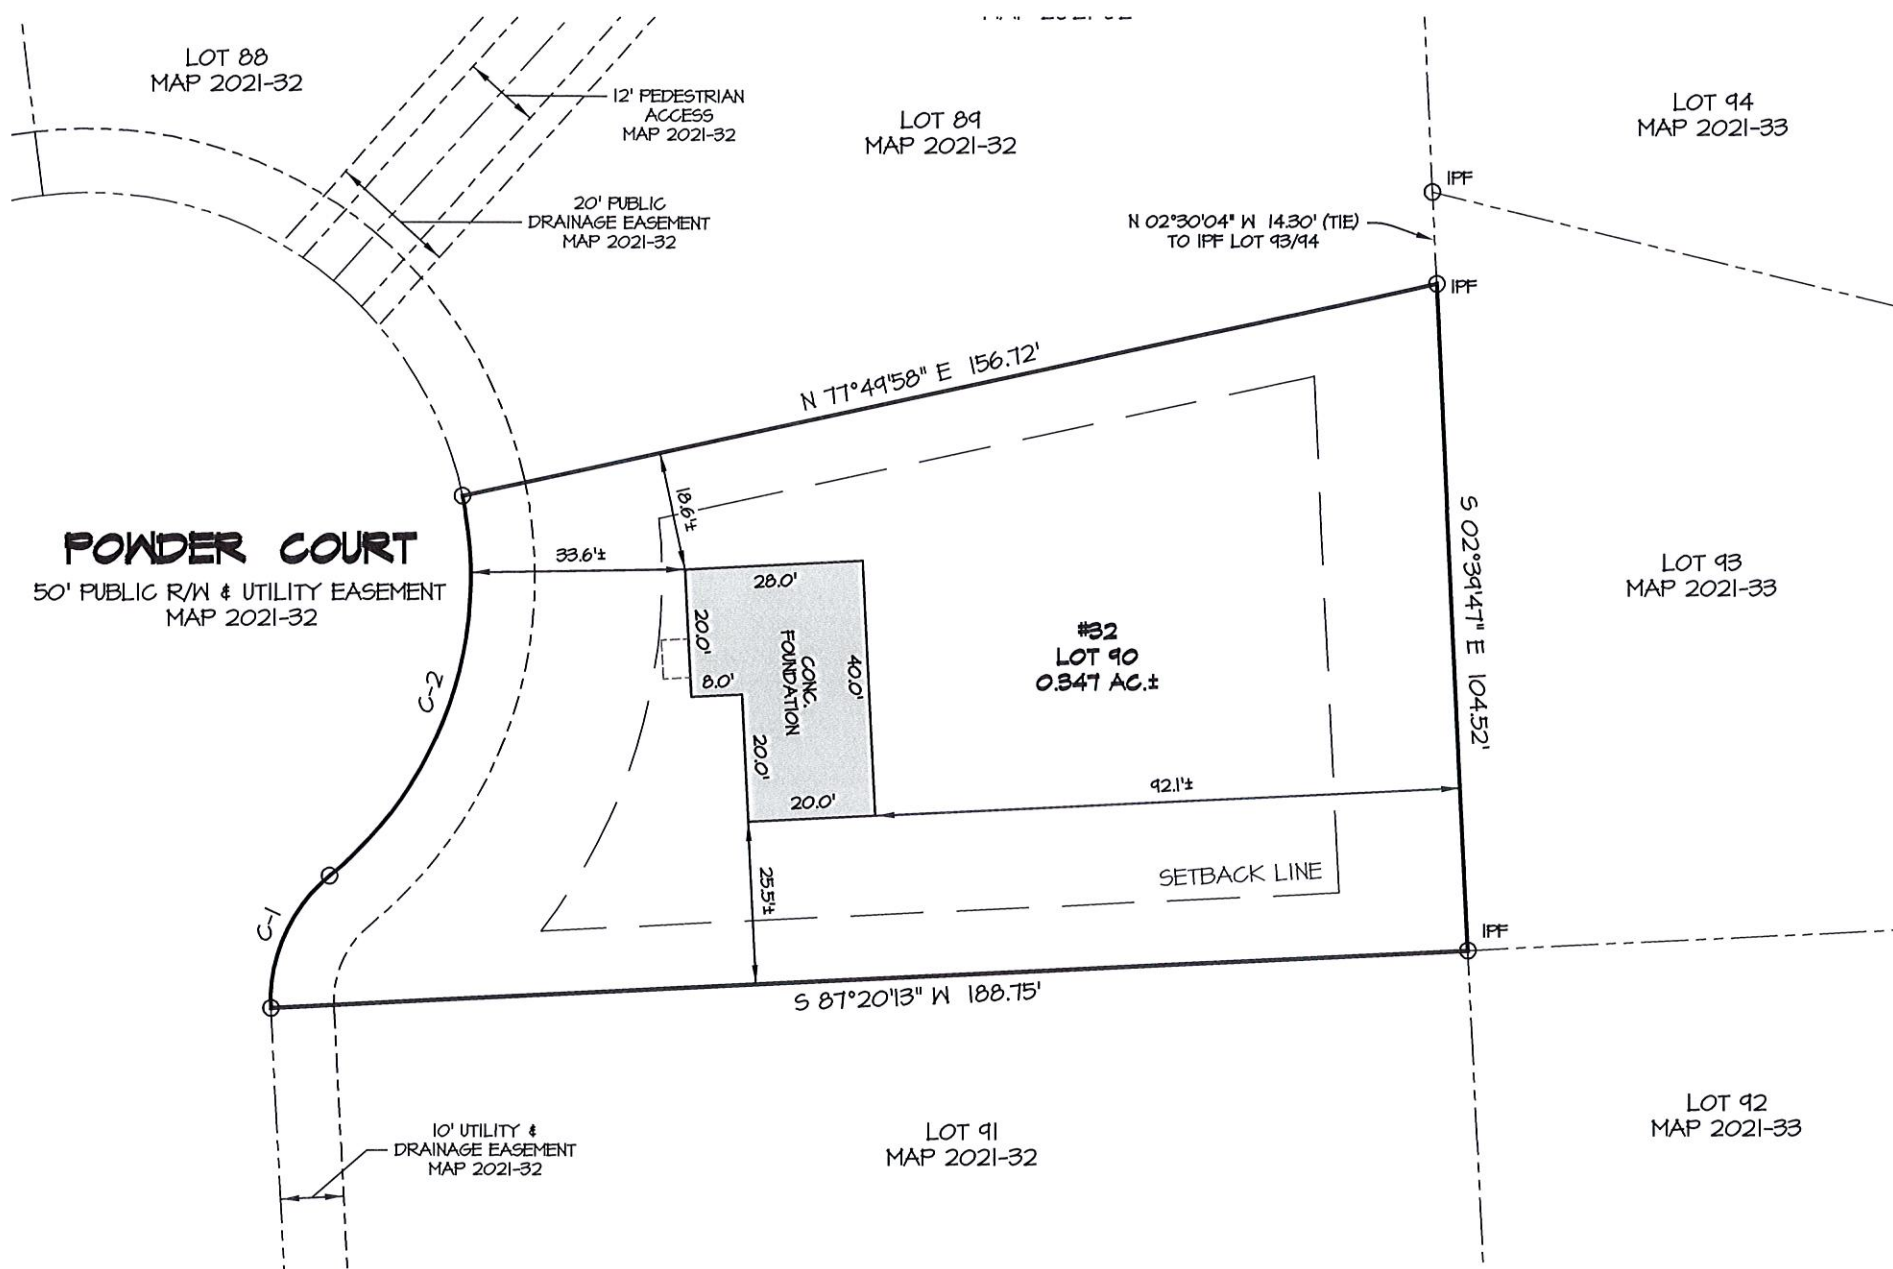 LOT 88
MAP 2021-32
12' PEDESTRIAN
ACCESS
MAP 2021-32
20' PUBLIC
DRAINAGE EASEMENT
MAP 2021-32
LOT 89
MAP 2021-32
LOT 94
MAP 2021-33
IPF
N 02°30'04" W 14.30' (TIE)
TO IPF LOT 93/94
IPF
N 77°49'58" E 156.72'
18.6'±
33.6'±
POWDER COURT
50' PUBLIC R/W & UTILITY EASEMENT
MAP 2021-32
28.0'
20.0'
8.0'
CONC.
FOUNDATION
40.0'
20.0'
20.0'
#32
LOT 90
0.347 AC.±
S 02°39'47" E 104.52'
LOT 93
MAP 2021-33
C-2
92.1'±
25.5'±
SETBACK LINE
C-1
IPF
S 87°20'13" W 188.75'
10' UTILITY &
DRAINAGE EASEMENT
MAP 2021-32
LOT 91
MAP 2021-32
LOT 92
MAP 2021-33